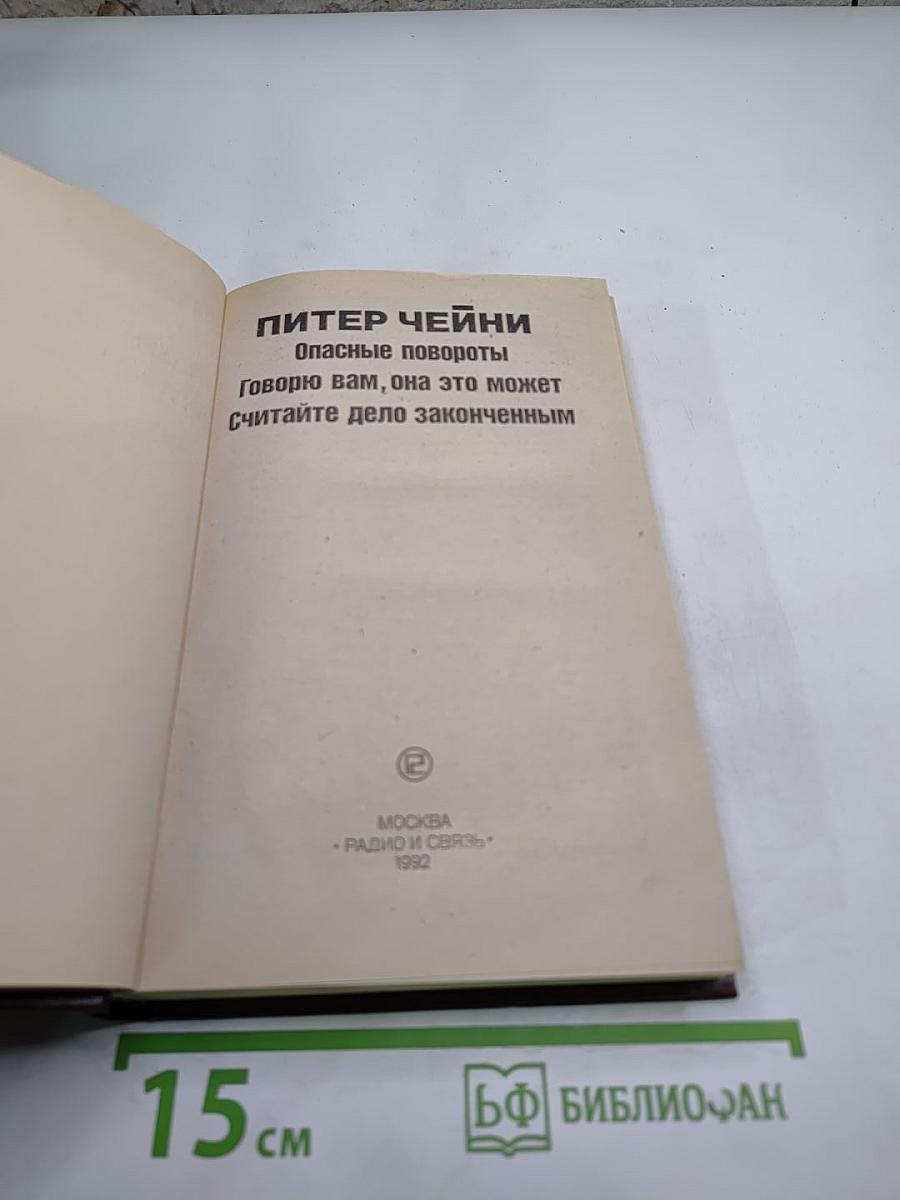 ПИТЕР ЧЕЙНИ
Опасные повороты
Говорю вам, она это может
Считайте дело законченным
МОСКВА
«РАДИО И СВЯЗЬ»
1992
15 см
БФ БИБЛИОФАН